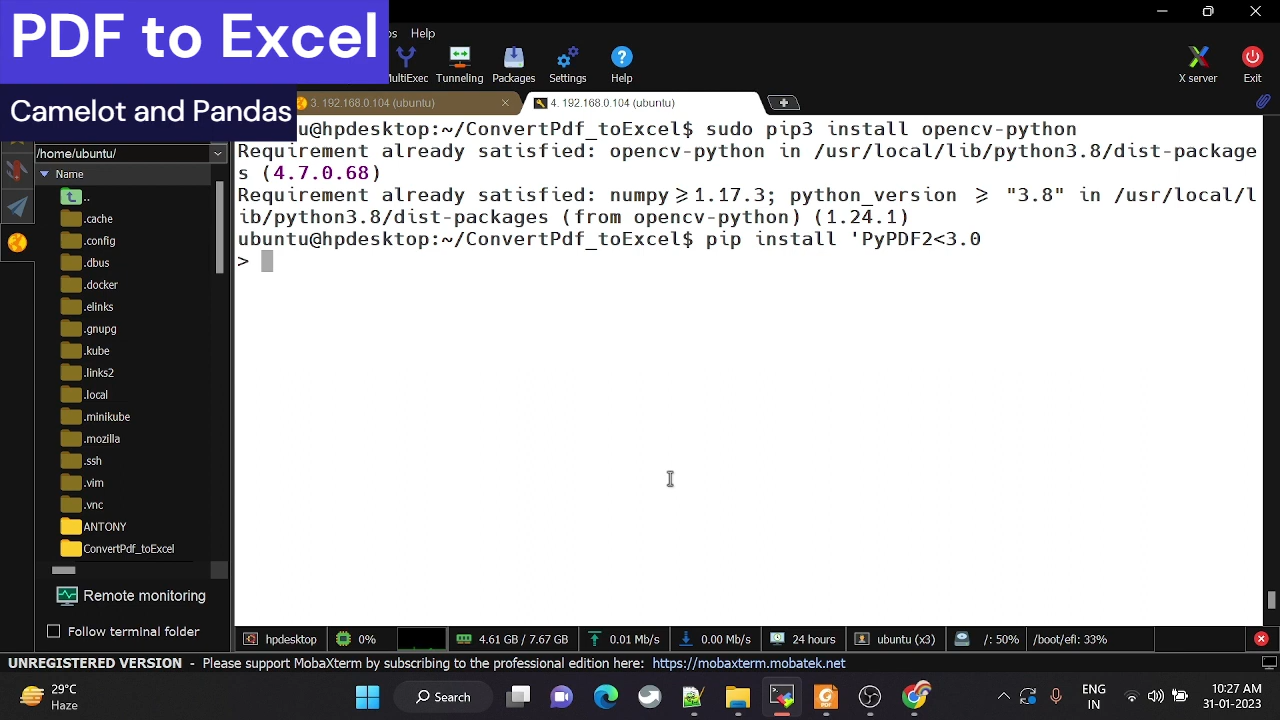 PDF to Excel
Camelot and Pandas
Help
MultiExec Tunneling Packages Settings Help
X server Exit
3. 192.168.0.104 (ubuntu)
4. 192.168.0.104 (ubuntu)
/home/ubuntu/
Name
..
.cache
.config
.dbus
.docker
.elinks
.gnupg
.kube
.links2
.local
.minikube
.mozilla
.ssh
.vim
.vnc
ANTONY
ConvertPdf_toExcel
Remote monitoring
Follow terminal folder
u@hpdesktop:~/ConvertPdf_toExcel$ sudo pip3 install opencv-python
Requirement already satisfied: opencv-python in /usr/local/lib/python3.8/dist-package
s (4.7.0.68)
Requirement already satisfied: numpy>=1.17.3; python_version >= "3.8" in /usr/local/l
ib/python3.8/dist-packages (from opencv-python) (1.24.1)
ubuntu@hpdesktop:~/ConvertPdf_toExcel$ pip install 'PyPDF2<3.0
>
hpdesktop 0% 4.61 GB / 7.67 GB 0.01 Mb/s 0.00 Mb/s 24 hours ubuntu (x3) /: 50% /boot/efi: 33%
UNREGISTERED VERSION - Please support MobaXterm by subscribing to the professional edition here: https://mobaxterm.mobatek.net
29°C
Haze
Search
ENG
IN
10:27 AM
31-01-2023